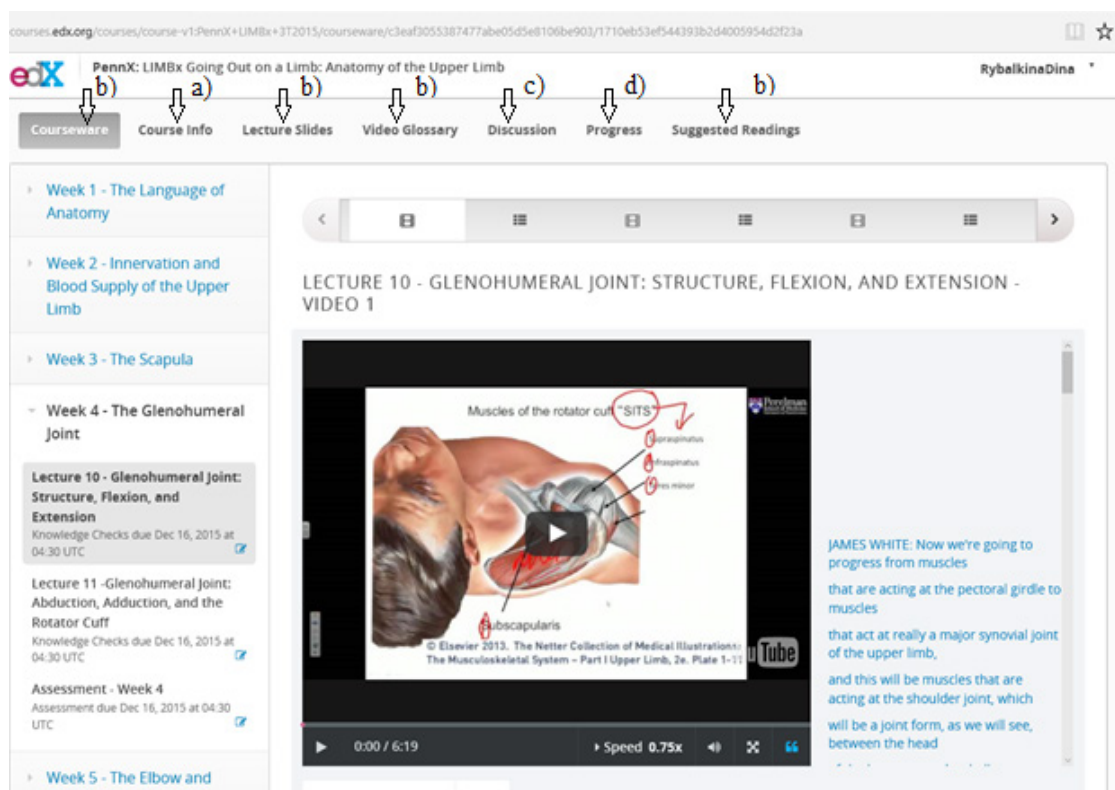 courses.edx.org/courses/course-v1:PennX+LIMBx+3T2015/courseware/c3eaf3055387477abe05d5e8106be903/1710eb53ef544393b2d4005954d2f23a
edX PennX: LIMBx Going Out on a Limb: Anatomy of the Upper Limb RybalkinaDina
b) a) b) b) c) d) b)
Courseware Course Info Lecture Slides Video Glossary Discussion Progress Suggested Readings
Week 1 - The Language of
Anatomy
Week 2 - Innervation and
Blood Supply of the Upper
Limb
Week 3 - The Scapula
Week 4 - The Glenohumeral
Joint
Lecture 10 - Glenohumeral Joint:
Structure, Flexion, and
Extension
Knowledge Checks due Dec 16, 2015 at
04:30 UTC
Lecture 11 -Glenohumeral Joint:
Abduction, Adduction, and the
Rotator Cuff
Knowledge Checks due Dec 16, 2015 at
04:30 UTC
Assessment - Week 4
Assessment due Dec 16, 2015 at 04:30
UTC
Week 5 - The Elbow and
LECTURE 10 - GLENOHUMERAL JOINT: STRUCTURE, FLEXION, AND EXTENSION -
VIDEO 1
Muscles of the rotator cuff "SITS"
Perelman
Supraspinatus
Infraspinatus
Teres minor
Subscapularis
© Elsevier 2013. The Netter Collection of Medical Illustrations:
The Musculoskeletal System – Part I Upper Limb, 2e. Plate 1-11
u Tube
0:00 / 6:19 Speed 0.75x
JAMES WHITE: Now we're going to
progress from muscles
that are acting at the pectoral girdle to
muscles
that act at really a major synovial joint
of the upper limb,
and this will be muscles that are
acting at the shoulder joint, which
will be a joint form, as we will see,
between the head